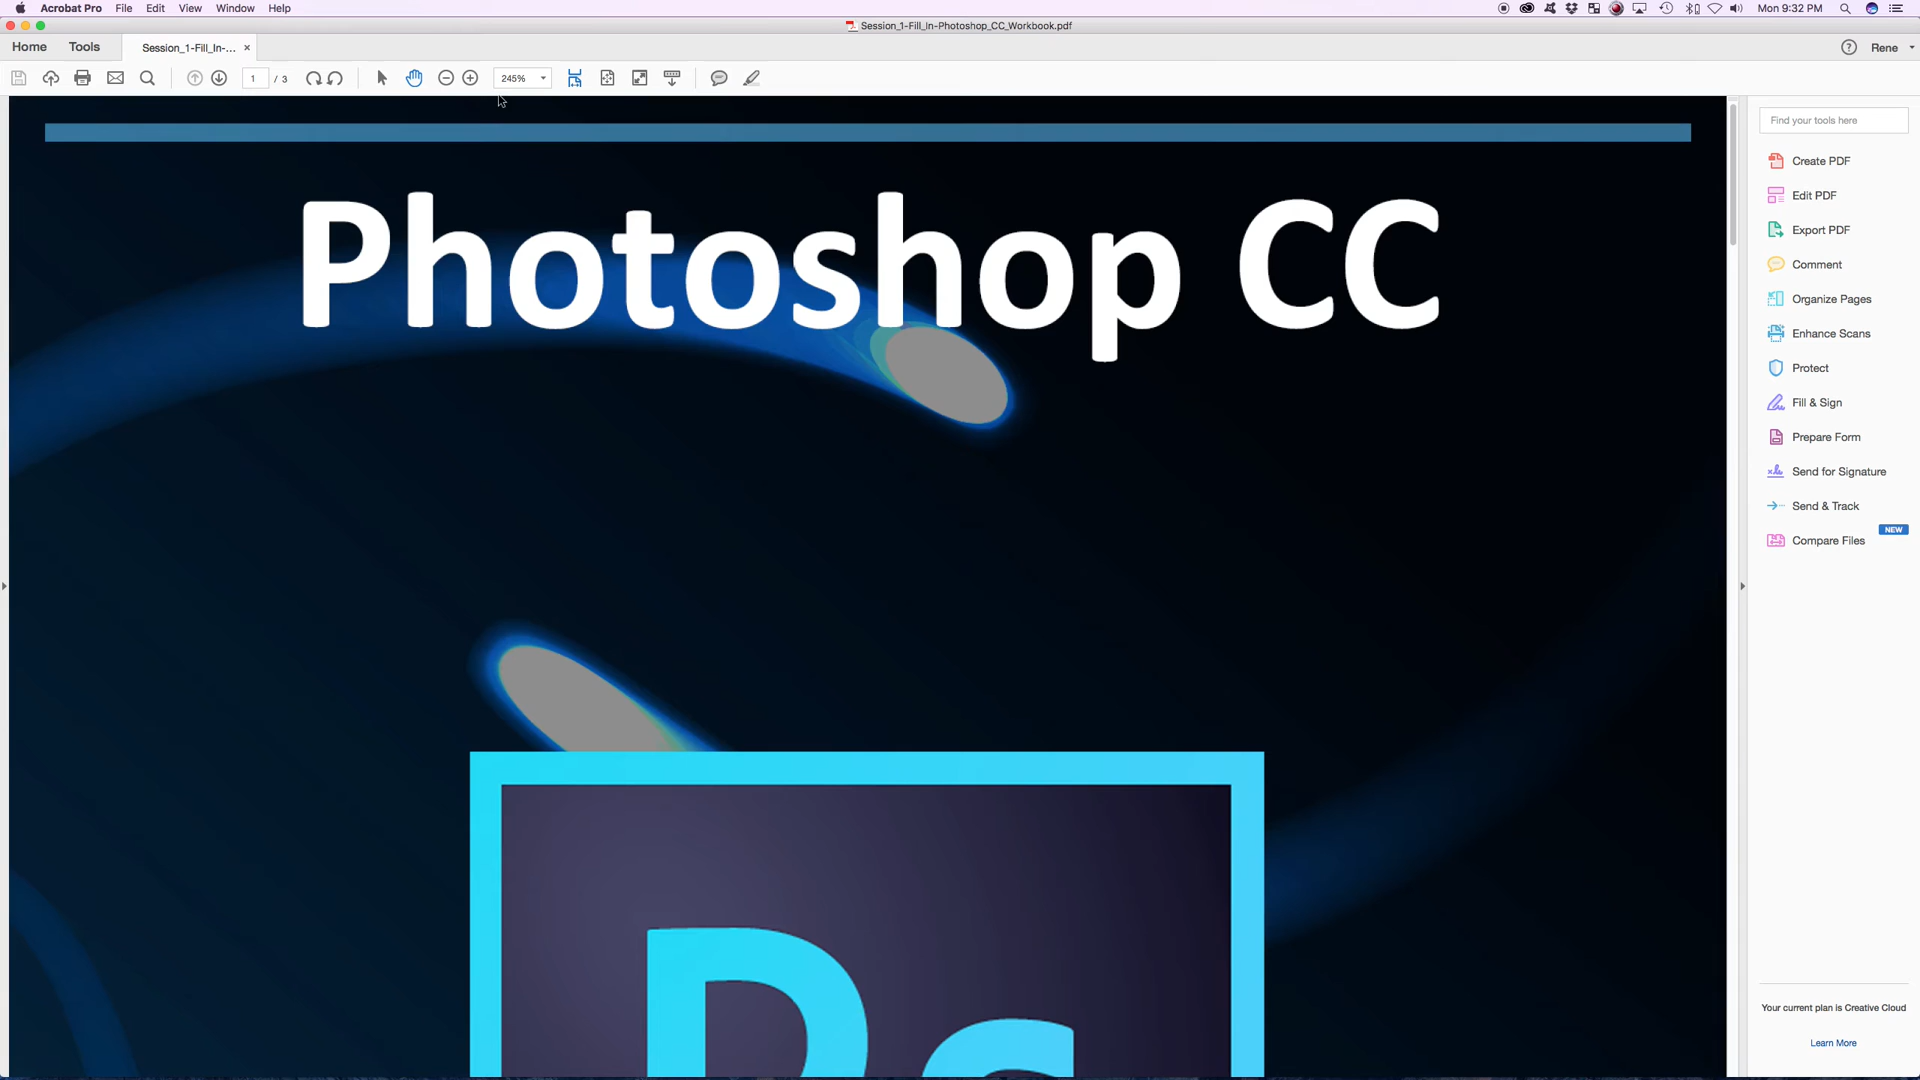 Acrobat Pro File Edit View Window Help Mon 9:32 PM
Session_1-Fill_In-Photoshop_CC_Workbook.pdf
Home Tools Session_1-Fill_In-... × ? Rene
1 / 3 245%
Photoshop CC
Ps
Find your tools here
Create PDF
Edit PDF
Export PDF
Comment
Organize Pages
Enhance Scans
Protect
Fill & Sign
Prepare Form
Send for Signature
Send & Track
NEW
Compare Files
Your current plan is Creative Cloud
Learn More